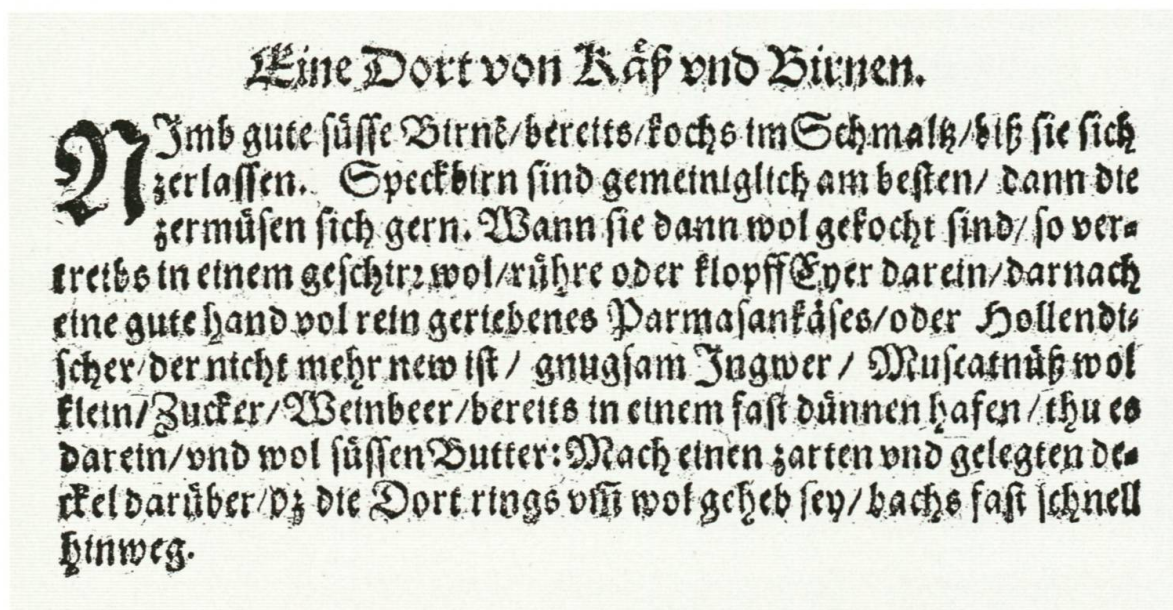 Eine Dort von Käß vnd Birnen.
NImb gute süsse Birnē/bereits/kochs im Schmaltz/biß sie sich
zerlassen. Speckbirn sind gemeiniglich am besten/ dann die
zermüsen sich gern. Wann sie dann wol gekocht sind/ so ver-
treibs in einem geschirꝛ wol/rühre oder klopff Eyer darein/darnach
eine gute hand vol rein geriebenes Parmasankäses/oder Hollendi-
scher/der nicht mehr new ist/ gnugsam Ingwer/ Muscatnüß wol
klein/Zucker/Weinbeer/bereits in einem fast dünnen hafen/thu es
darein/vnd wol süssen Butter: Mach einen zarten vnd gelegten de-
ckel darüber/dz die Dort rings vm̄ wol geheb sey/bachs fast schnell
hinweg.